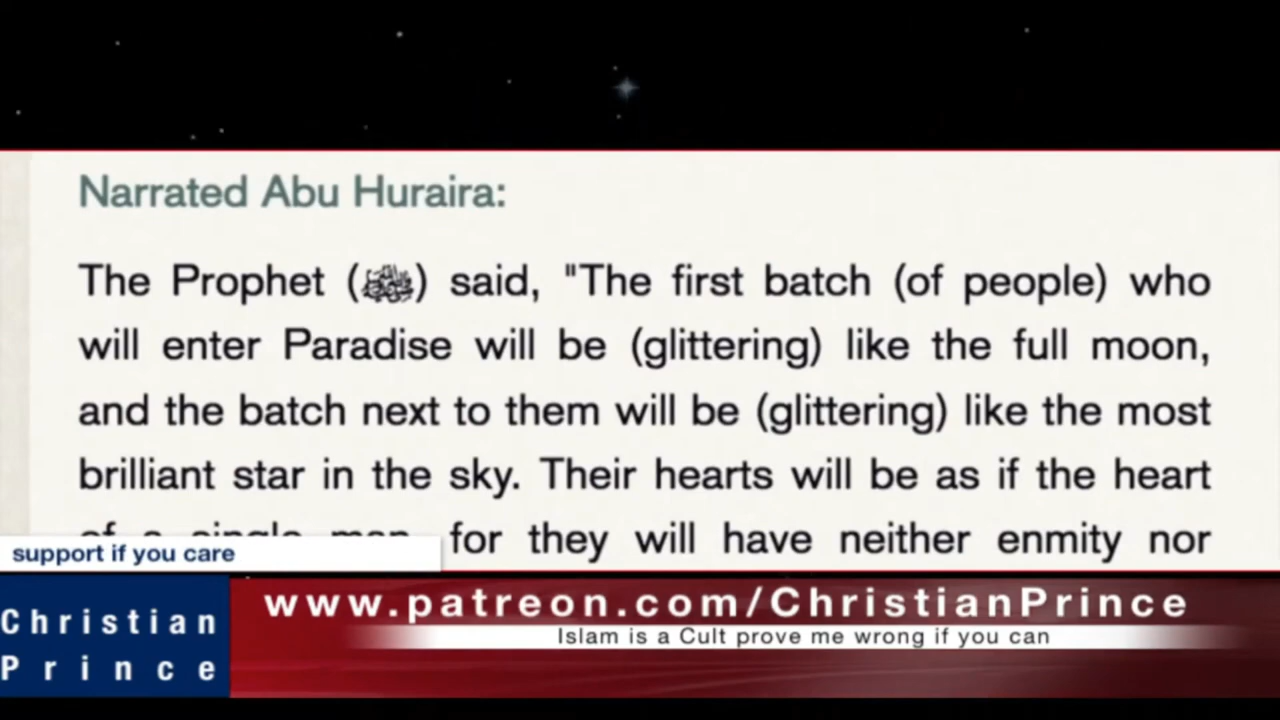 Narrated Abu Huraira:
The Prophet (ﷺ) said, "The first batch (of people) who
will enter Paradise will be (glittering) like the full moon,
and the batch next to them will be (glittering) like the most
brilliant star in the sky. Their hearts will be as if the heart
of a single man, for they will have neither enmity nor
support if you care
Christian
Prince
www.patreon.com/ChristianPrince
Islam is a Cult prove me wrong if you can